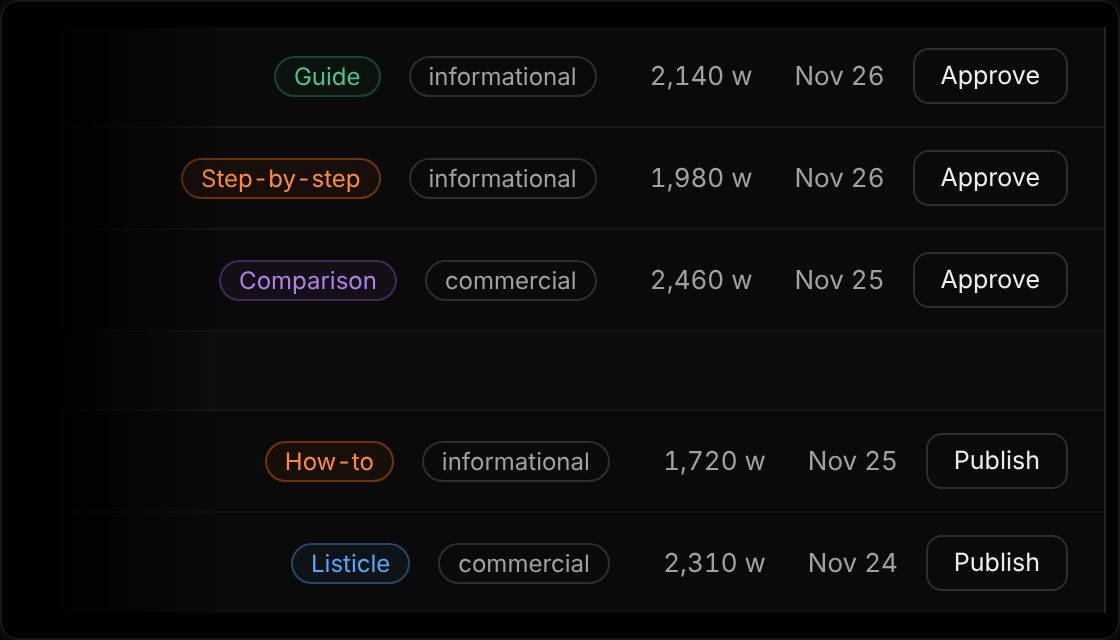 Guide informational 2,140 w Nov 26 Approve
Step-by-step informational 1,980 w Nov 26 Approve
Comparison commercial 2,460 w Nov 25 Approve
How-to informational 1,720 w Nov 25 Publish
Listicle commercial 2,310 w Nov 24 Publish